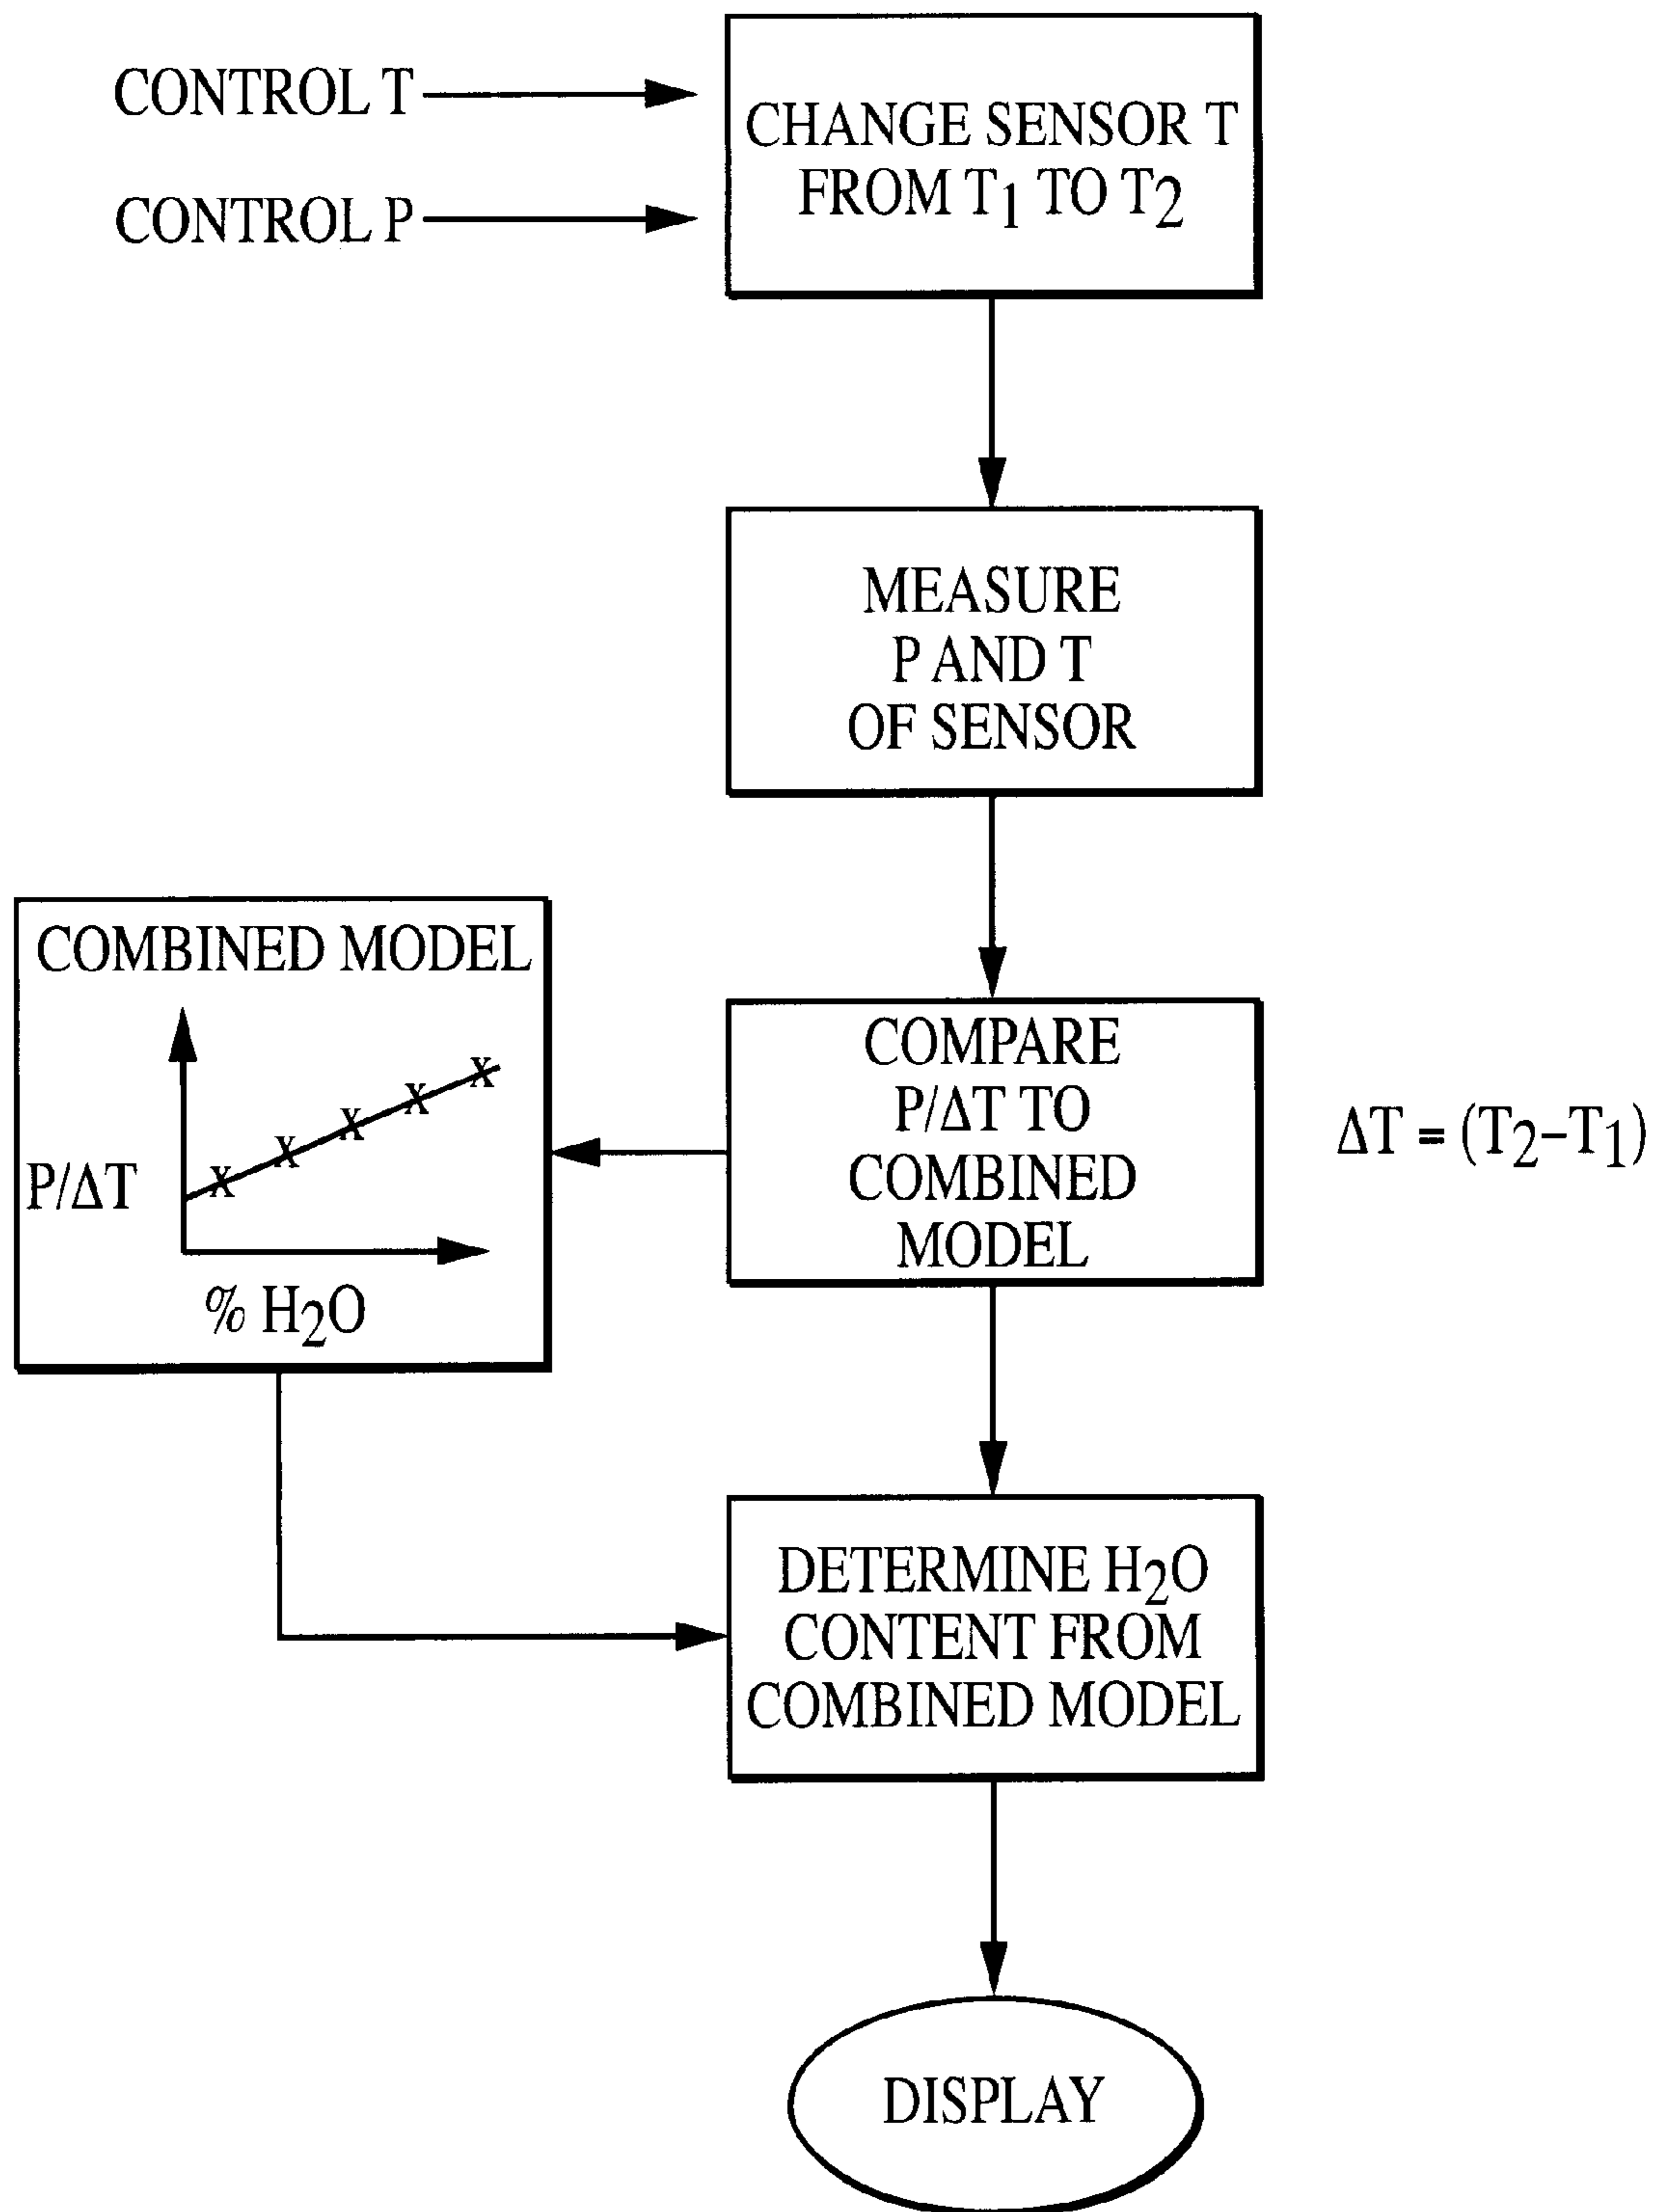 CONTROL T
CONTROL P
CHANGE SENSOR T
FROM T₁ TO T₂
MEASURE
P AND T
OF SENSOR
COMBINED MODEL
P/ΔT
% H₂O
X X X X X
COMPARE
P/ΔT TO
COMBINED
MODEL
ΔT = (T₂−T₁)
DETERMINE H₂O
CONTENT FROM
COMBINED MODEL
DISPLAY